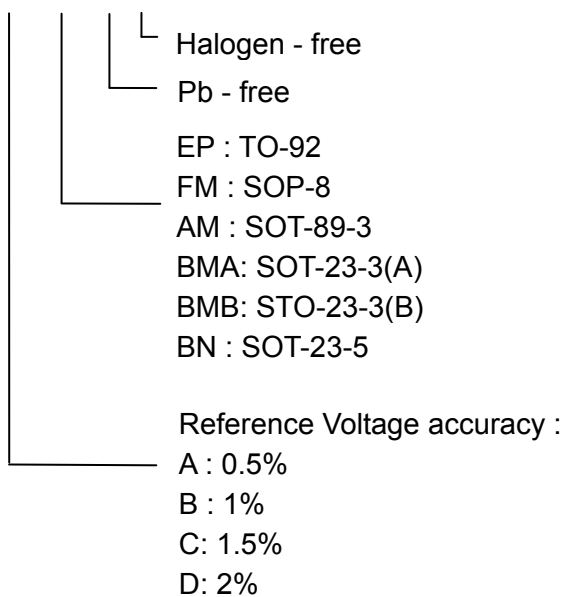 Halogen - free
Pb - free
EP : TO-92
FM : SOP-8
AM : SOT-89-3
BMA: SOT-23-3(A)
BMB: STO-23-3(B)
BN : SOT-23-5
Reference Voltage accuracy :
A : 0.5%
B : 1%
C: 1.5%
D: 2%